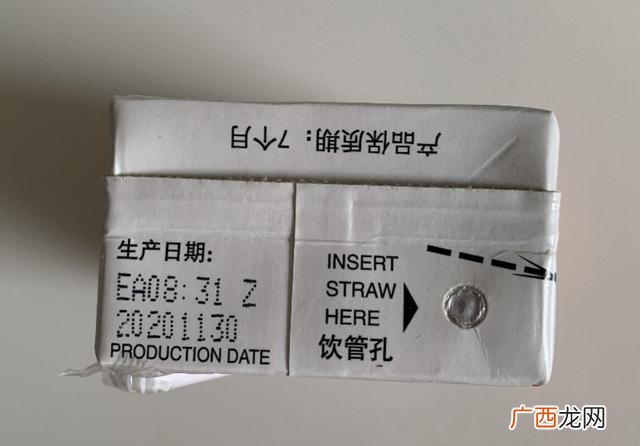 产品保质期：7个月
生产日期:
EA08:31 Z
20201130
PRODUCTION DATE
INSERT
STRAW
HERE
饮管孔
广西龙网